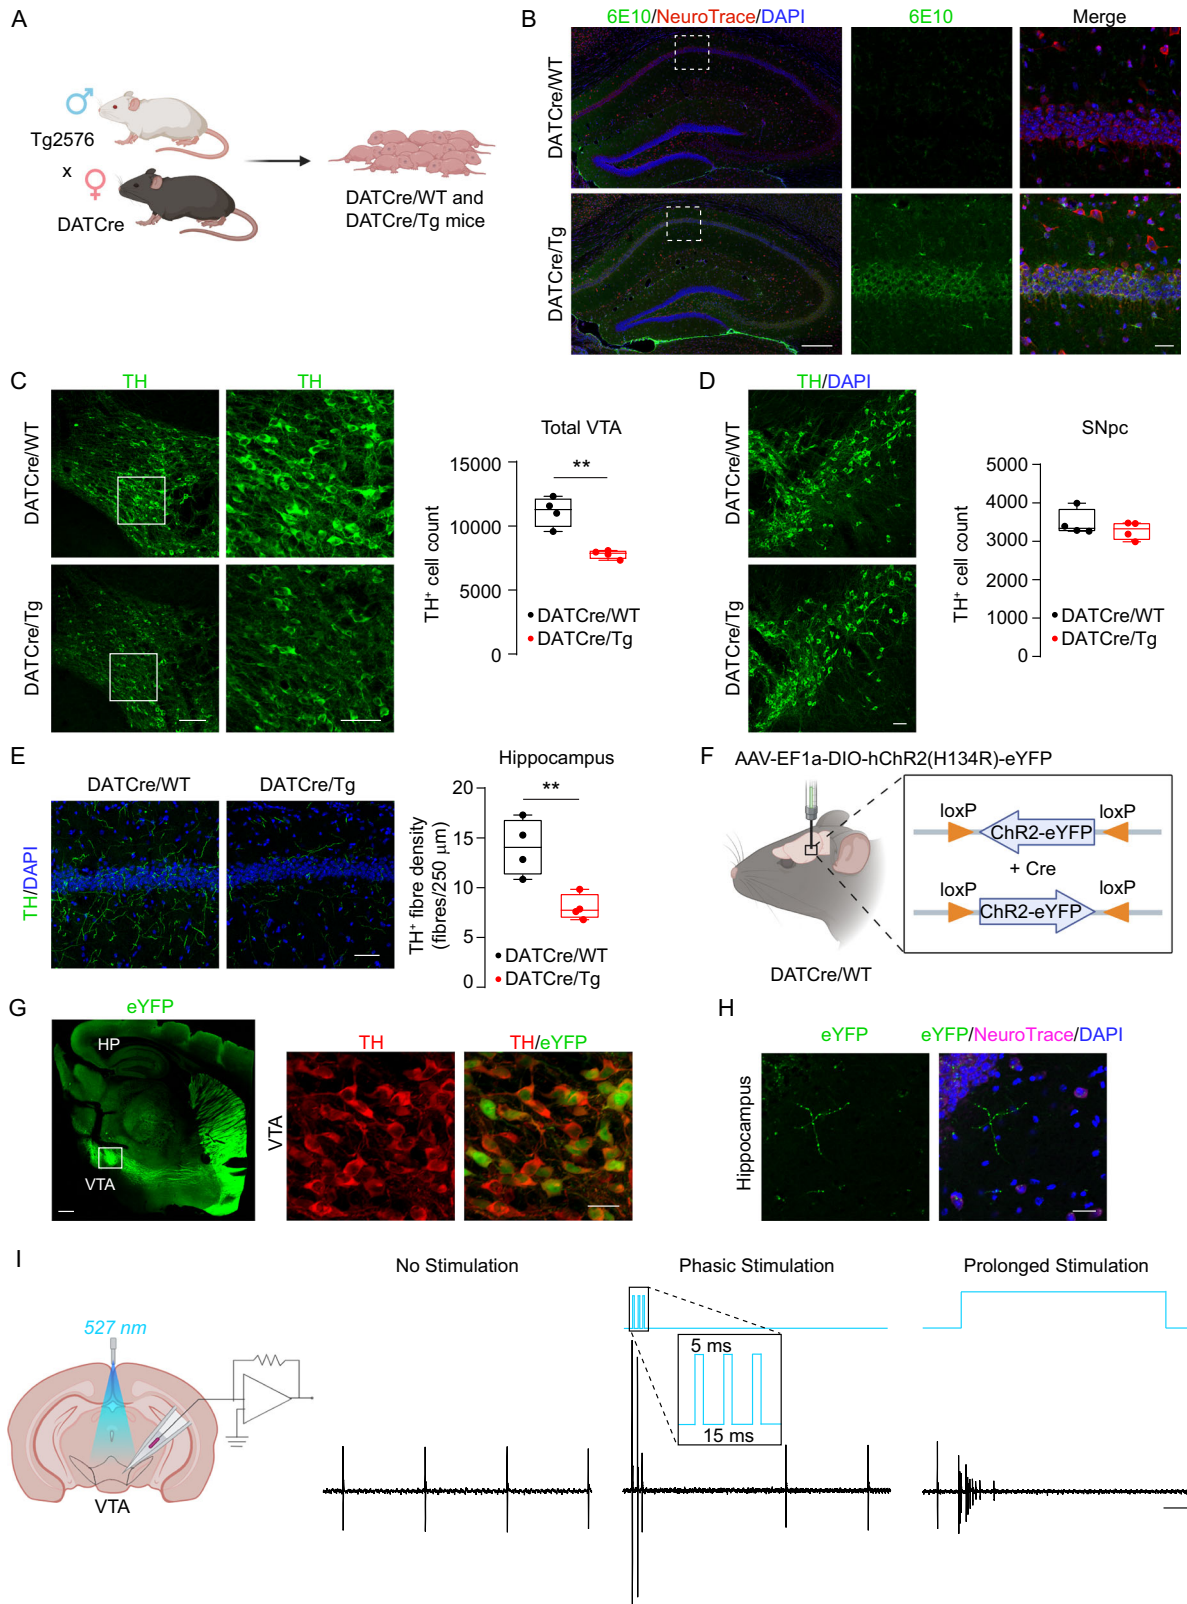 A
Tg2576
x
DATCre
DATCre/WT and
DATCre/Tg mice
B
6E10/NeuroTrace/DAPI
6E10
Merge
DATCre/WT
DATCre/Tg
C
TH
TH
DATCre/WT
DATCre/Tg
Total VTA
**
15000
10000
5000
0
TH+ cell count
DATCre/WT
DATCre/Tg
D
TH/DAPI
DATCre/WT
DATCre/Tg
SNpc
5000
4000
3000
2000
1000
0
TH+ cell count
DATCre/WT
DATCre/Tg
E
DATCre/WT
DATCre/Tg
TH/DAPI
Hippocampus
**
20
15
10
5
0
TH+ fibre density
(fibres/250 μm)
DATCre/WT
DATCre/Tg
F
AAV-EF1a-DIO-hChR2(H134R)-eYFP
loxP
loxP
ChR2-eYFP
+ Cre
loxP
loxP
ChR2-eYFP
DATCre/WT
G
eYFP
HP
VTA
TH
TH/eYFP
VTA
H
eYFP
eYFP/NeuroTrace/DAPI
Hippocampus
I
527 nm
VTA
No Stimulation
Phasic Stimulation
5 ms
15 ms
Prolonged Stimulation